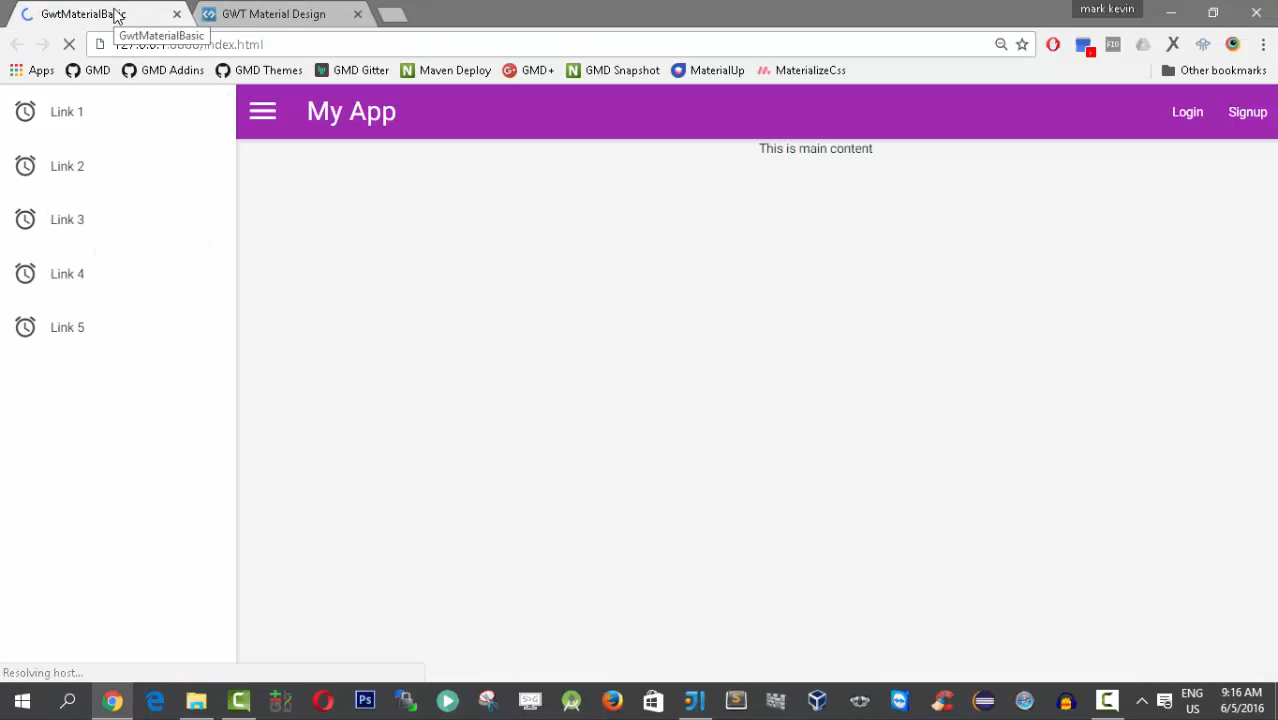 GwtMaterialBasic
GWT Material Design
mark kevin
GwtMaterialBasic
/index.html
Apps
GMD
GMD Addins
GMD Themes
GMD Gitter
Maven Deploy
GMD+
GMD Snapshot
MaterialUp
MaterializeCss
Other bookmarks
Link 1
My App
Login
Signup
This is main content
Link 2
Link 3
Link 4
Link 5
Resolving host...
ENG
US
9:16 AM
6/5/2016